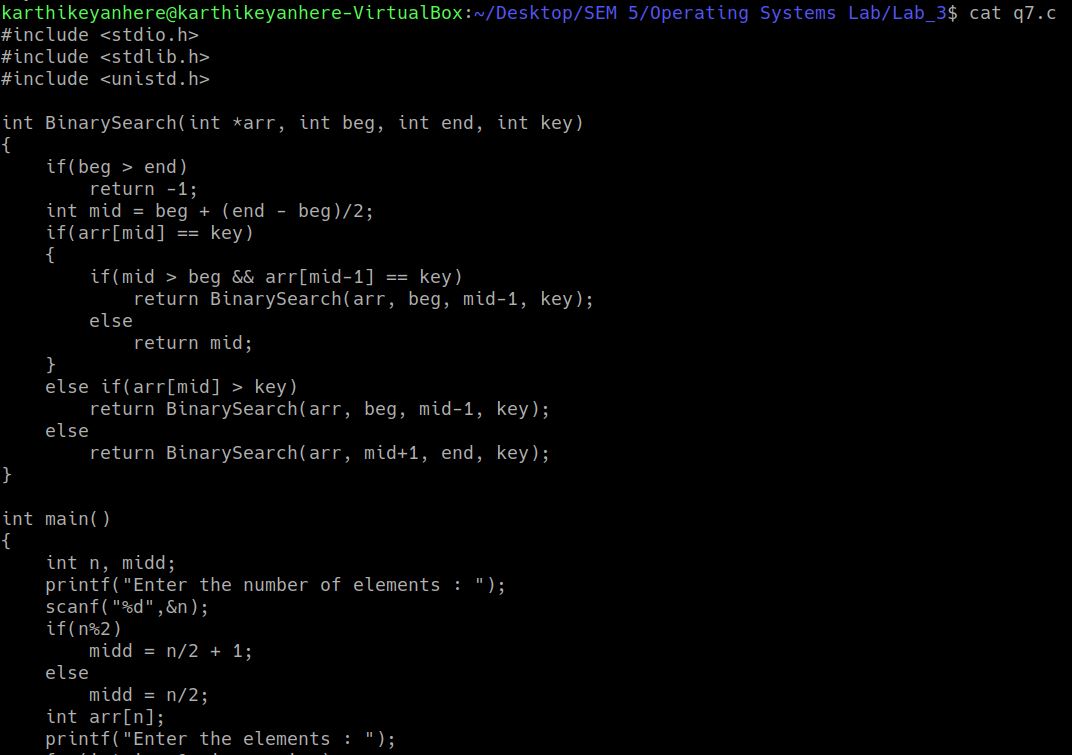 karthikeyanhere@karthikeyanhere-VirtualBox:~/Desktop/SEM 5/Operating Systems Lab/Lab_3$ cat q7.c
#include <stdio.h>
#include <stdlib.h>
#include <unistd.h>

int BinarySearch(int *arr, int beg, int end, int key)
{
    if(beg > end)
        return -1;
    int mid = beg + (end - beg)/2;
    if(arr[mid] == key)
    {
        if(mid > beg && arr[mid-1] == key)
            return BinarySearch(arr, beg, mid-1, key);
        else
            return mid;
    }
    else if(arr[mid] > key)
        return BinarySearch(arr, beg, mid-1, key);
    else
        return BinarySearch(arr, mid+1, end, key);
}

int main()
{
    int n, midd;
    printf("Enter the number of elements : ");
    scanf("%d",&n);
    if(n%2)
        midd = n/2 + 1;
    else
        midd = n/2;
    int arr[n];
    printf("Enter the elements : ");